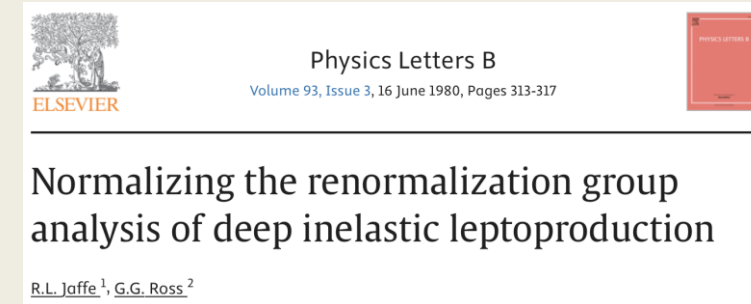 Physics Letters B
PHYSICS LETTERS B
Volume 93, Issue 3, 16 June 1980, Pages 313-317
ELSEVIER
Normalizing the renormalization group
analysis of deep inelastic leptoproduction
R.L. Jaffe 1, G.G. Ross 2